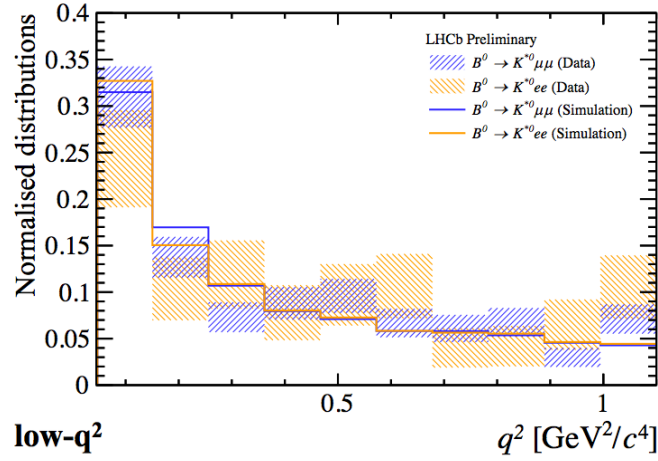 0.4
0.35
0.3
0.25
0.2
0.15
0.1
0.05
0
Normalised distributions
LHCb Preliminary
B⁰ → K*⁰μμ (Data)
B⁰ → K*⁰ee (Data)
B⁰ → K*⁰μμ (Simulation)
B⁰ → K*⁰ee (Simulation)
0.5 1
low-q² q² [GeV²/c⁴]